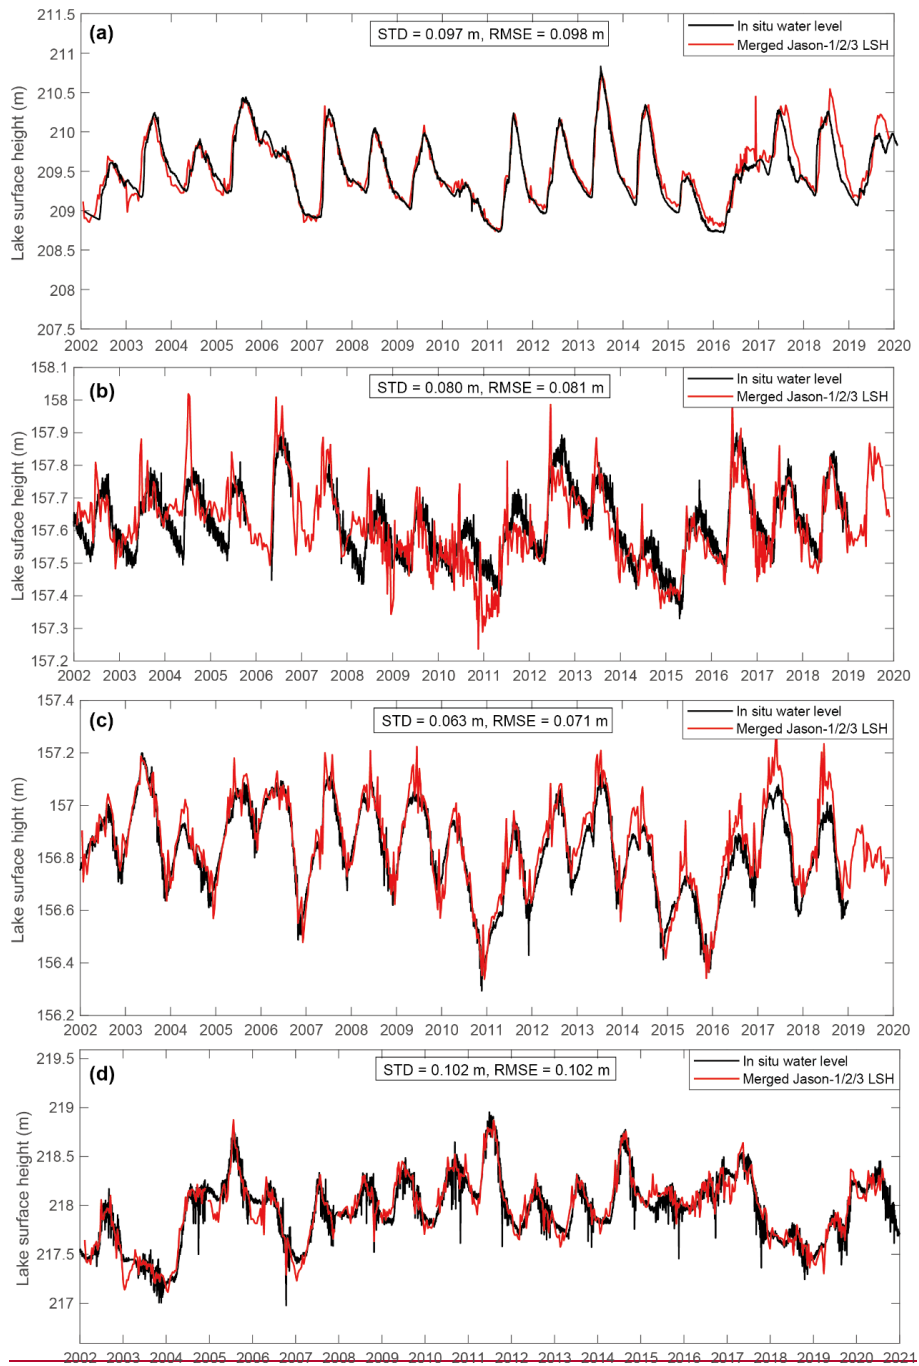 (a)
STD = 0.097 m, RMSE = 0.098 m
In situ water level
Merged Jason-1/2/3 LSH
Lake surface height (m)
211.5
211
210.5
210
209.5
209
208.5
208
207.5
2002 2003 2004 2005 2006 2007 2008 2009 2010 2011 2012 2013 2014 2015 2016 2017 2018 2019 2020
(b)
STD = 0.080 m, RMSE = 0.081 m
In situ water level
Merged Jason-1/2/3 LSH
Lake suface height (m)
158.1
158
157.9
157.8
157.7
157.6
157.5
157.4
157.3
157.2
2002 2003 2004 2005 2006 2007 2008 2009 2010 2011 2012 2013 2014 2015 2016 2017 2018 2019 2020
(c)
STD = 0.063 m, RMSE = 0.071 m
In situ water level
Merged Jason-1/2/3 LSH
Lake surface hight (m)
157.4
157.2
157
156.8
156.6
156.4
156.2
2002 2003 2004 2005 2006 2007 2008 2009 2010 2011 2012 2013 2014 2015 2016 2017 2018 2019 2020
(d)
STD = 0.102 m, RMSE = 0.102 m
In situ water level
Merged Jason-1/2/3 LSH
Lake surface height (m)
219.5
219
218.5
218
217.5
217
2002 2003 2004 2005 2006 2007 2008 2009 2010 2011 2012 2013 2014 2015 2016 2017 2018 2019 2020 2021